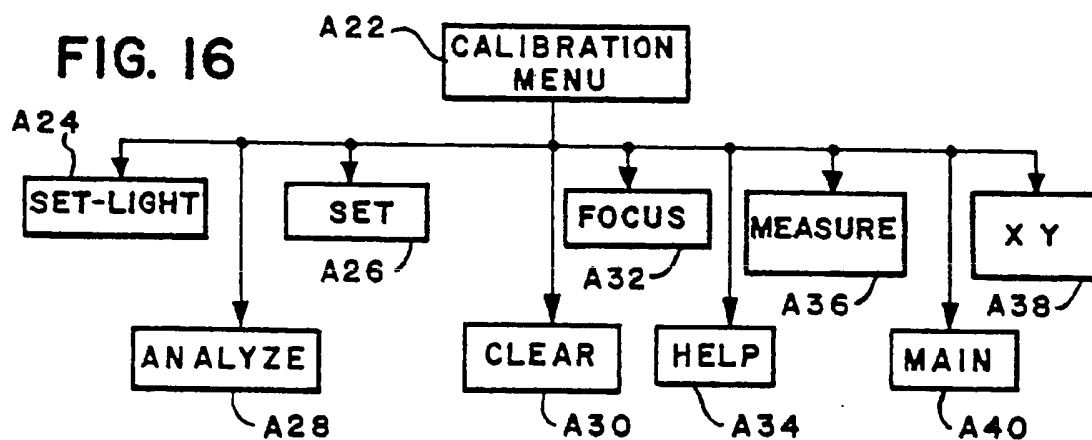 FIG. 16
A22
CALIBRATION
MENU
A24
SET-LIGHT
SET
A26
FOCUS
A32
MEASURE
A36
X Y
A38
ANALYZE
A28
CLEAR
A30
HELP
A34
MAIN
A40